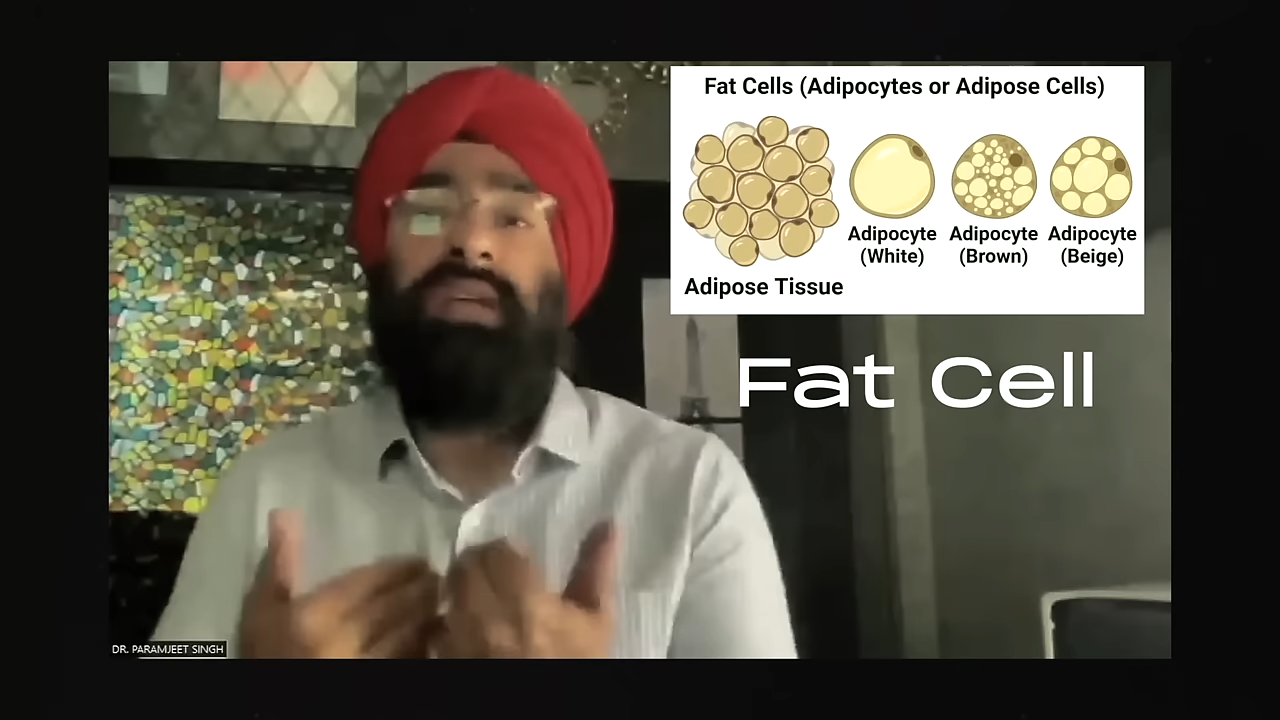 Fat Cells (Adipocytes or Adipose Cells)
Adipocyte
(White)
Adipocyte
(Brown)
Adipocyte
(Beige)
Adipose Tissue
Fat Cell
DR. PARAMJEET SINGH